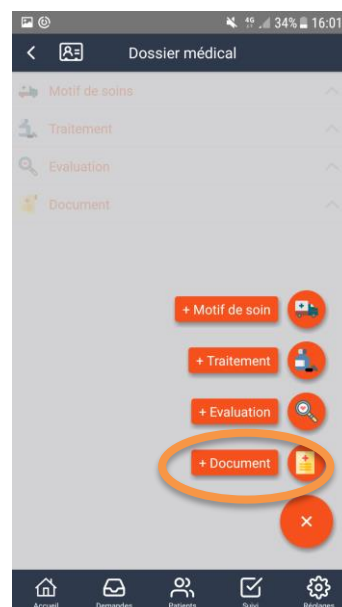 4G 34% 16:01
Dossier médical
Motif de soins
Traitement
Evaluation
Document
+ Motif de soin
+ Traitement
+ Evaluation
+ Document
Accueil Demandes Patients Suivi Réglages